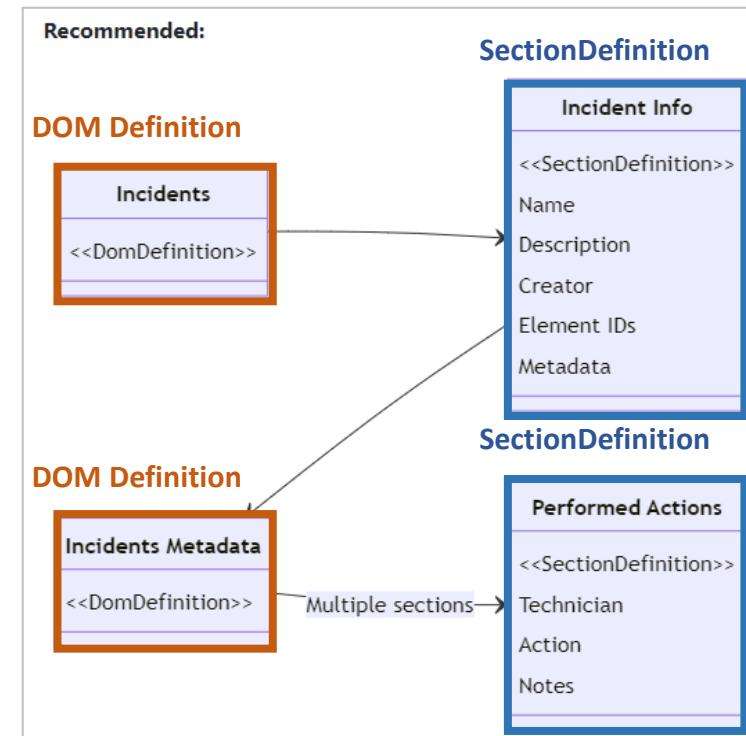 Recommended:
SectionDefinition
Incident Info
<<SectionDefinition>>
Name
Description
Creator
Element IDs
Metadata
DOM Definition
Incidents
<<DomDefinition>>
SectionDefinition
Performed Actions
<<SectionDefinition>>
Technician
Action
Notes
DOM Definition
Incidents Metadata
<<DomDefinition>>
Multiple sections